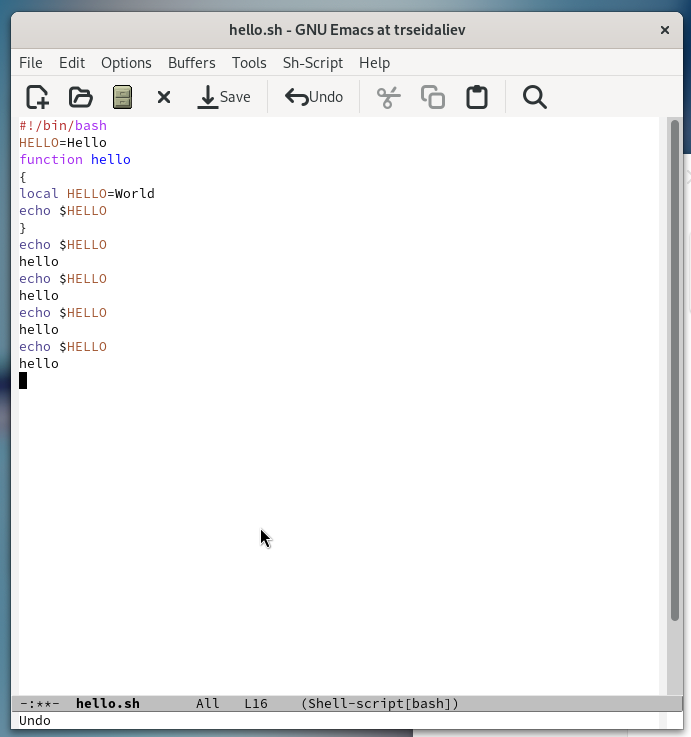 hello.sh - GNU Emacs at trseidaliev
File Edit Options Buffers Tools Sh-Script Help
Save Undo
#!/bin/bash
HELLO=Hello
function hello
{
local HELLO=World
echo $HELLO
}
echo $HELLO
hello
echo $HELLO
hello
echo $HELLO
hello
echo $HELLO
hello
-:**-  hello.sh       All   L16    (Shell-script[bash])
Undo